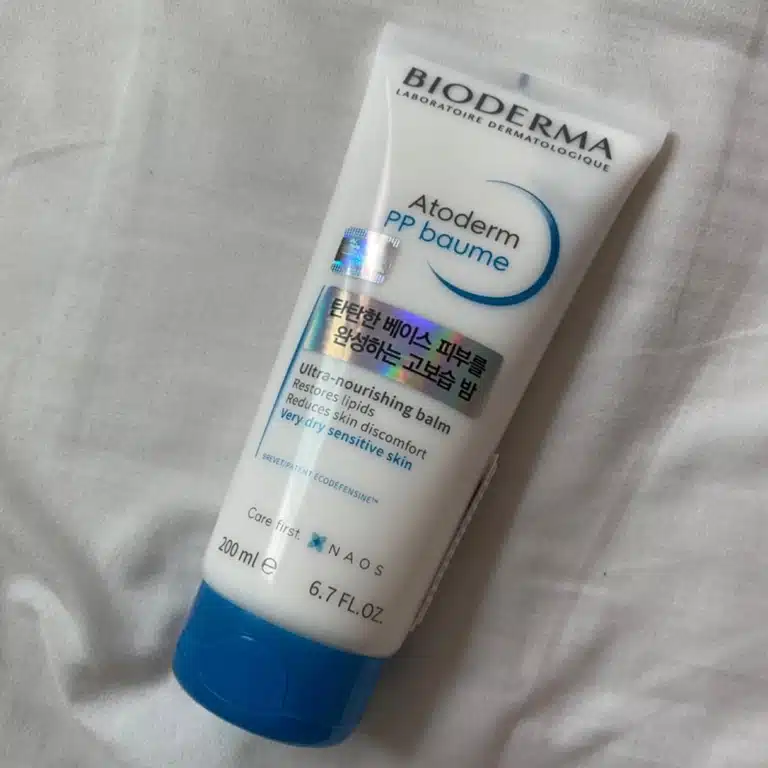 BIODERMA
LABORATOIRE DERMATOLOGIQUE
Atoderm
PP baume
탄탄한 베이스 피부를
완성하는 고보습 밤
Ultra-nourishing balm
Restores lipids
Reduces skin discomfort
Very dry sensitive skin
BREVET/PATENT ECODEFENSINE™
Care first. NAOS
200 ml ℮
6.7 FL.OZ.